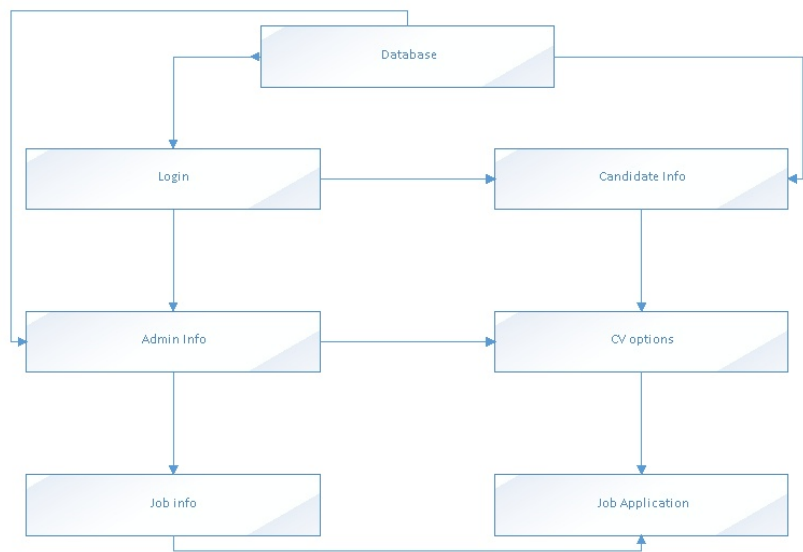 Database
Login
Candidate Info
Admin Info
CV options
Job info
Job Application